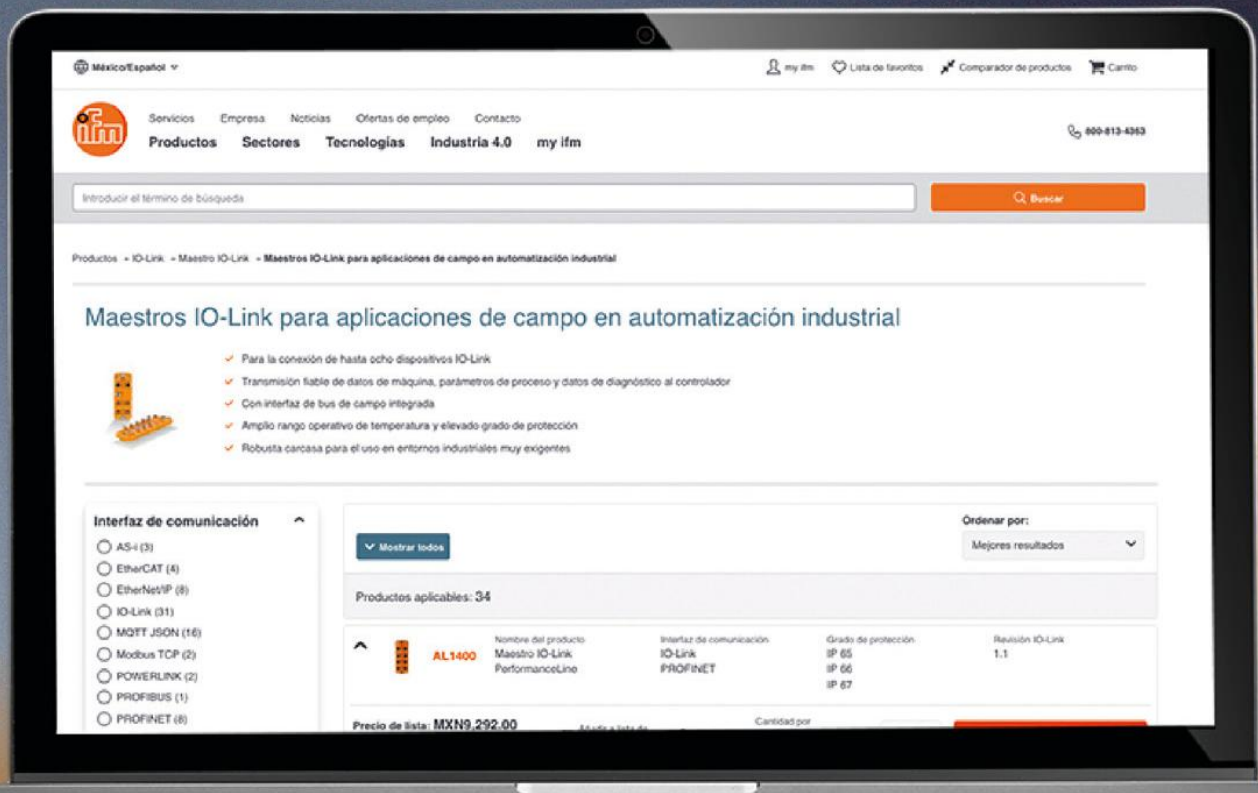 México/Español
my ifm
Lista de favoritos
Comparador de productos
Carrito
ifm
Servicios Empresa Noticias Ofertas de empleo Contacto
Productos Sectores Tecnologías Industria 4.0 my ifm
800-813-4363
Introducir el término de búsqueda
Buscar
Productos IO-Link Maestro IO-Link Maestros IO-Link para aplicaciones de campo en automatización industrial
Maestros IO-Link para aplicaciones de campo en automatización industrial
Para la conexión de hasta ocho dispositivos IO-Link
Transmisión fiable de datos de máquina, parámetros de proceso y datos de diagnóstico al controlador
Con interfaz de bus de campo integrada
Amplio rango operativo de temperatura y elevado grado de protección
Robusta carcasa para el uso en entornos industriales muy exigentes
Interfaz de comunicación
AS-i (3)
EtherCAT (4)
EtherNet/IP (8)
IO-Link (31)
MQTT JSON (16)
Modbus TCP (2)
POWERLINK (2)
PROFIBUS (1)
PROFINET (8)
Mostrar todos
Ordenar por:
Mejores resultados
Productos aplicables: 34
AL1400
Nombre del producto
Maestro IO-Link
PerformanceLine
Interfaz de comunicación
IO-Link
PROFINET
Grado de protección
IP 65
IP 66
IP 67
Revisión IO-Link
1.1
Precio de lista: MXN9,292.00
Cantidad por